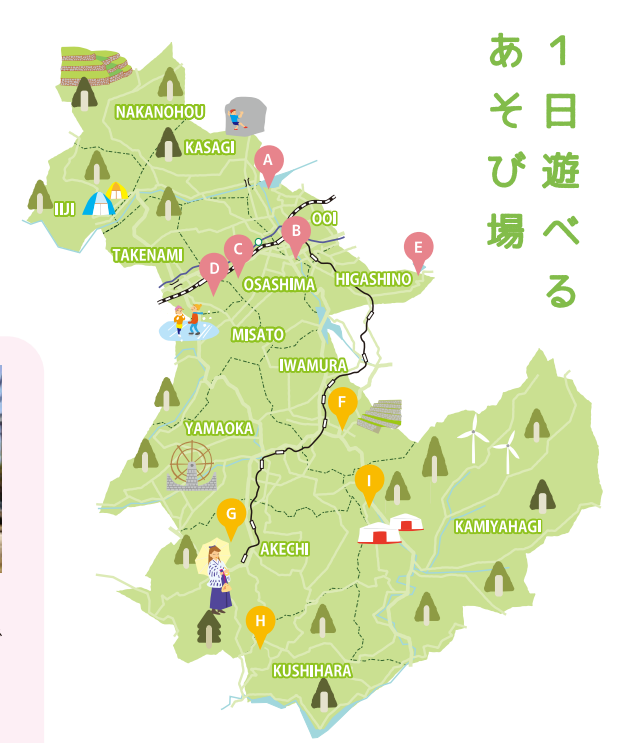 1日遊べる
あそび場
NAKANOHOU
KASAGI
A
IIJI
OOI
B
TAKENAMI
C
E
D
OSASHIMA
HIGASHINO
MISATO
IWAMURA
F
YAMAOKA
I
G
KAMIYAHAGI
AKECHI
H
KUSHIHARA